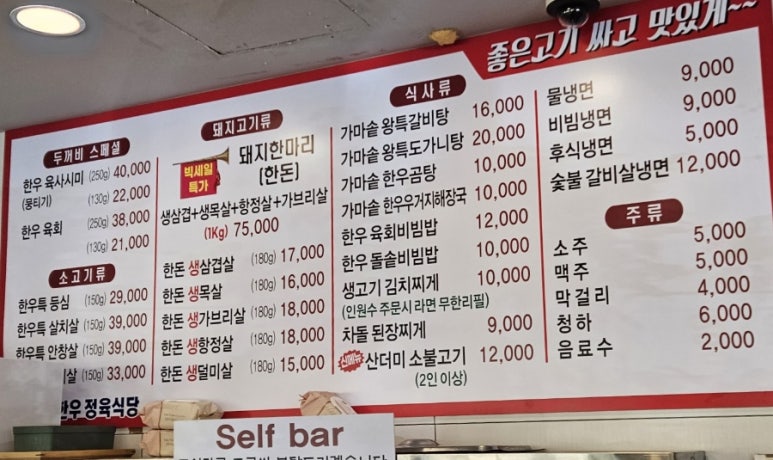 좋은고기 싸고 맛있게~~
두꺼비 스페셜
한우 육사시미 (250g) 40,000
(뭉티기) (130g) 22,000
한우 육회 (250g) 38,000
(130g) 21,000
소고기류
한우특 등심 (150g) 29,000
한우특 살치살 (150g) 39,000
한우특 안창살 (150g) 39,000
비살 (150g) 33,000
한우 정육식당
돼지고기류
빅세일
특가
돼지한마리
(한돈)
생삼겹+생목살+항정살+가브리살
(1Kg) 75,000
한돈 생삼겹살 (180g) 17,000
한돈 생목살 (180g) 16,000
한돈 생가브리살 (180g) 18,000
한돈 생항정살 (180g) 18,000
한돈 생덜미살 (180g) 15,000
식사류
가마솥 왕특갈비탕 16,000
가마솥 왕특도가니탕 20,000
가마솥 한우곰탕 10,000
가마솥 한우우거지해장국 10,000
한우 육회비빔밥 12,000
한우 돌솥비빔밥 10,000
생고기 김치찌개 10,000
(인원수 주문시 라면 무한리필)
차돌 된장찌개 9,000
신메뉴 산더미 소불고기 12,000
(2인 이상)
물냉면 9,000
비빔냉면 9,000
후식냉면 5,000
숯불 갈비살냉면 12,000
주류
소주 5,000
맥주 5,000
막걸리 4,000
청하 6,000
음료수 2,000
Self bar